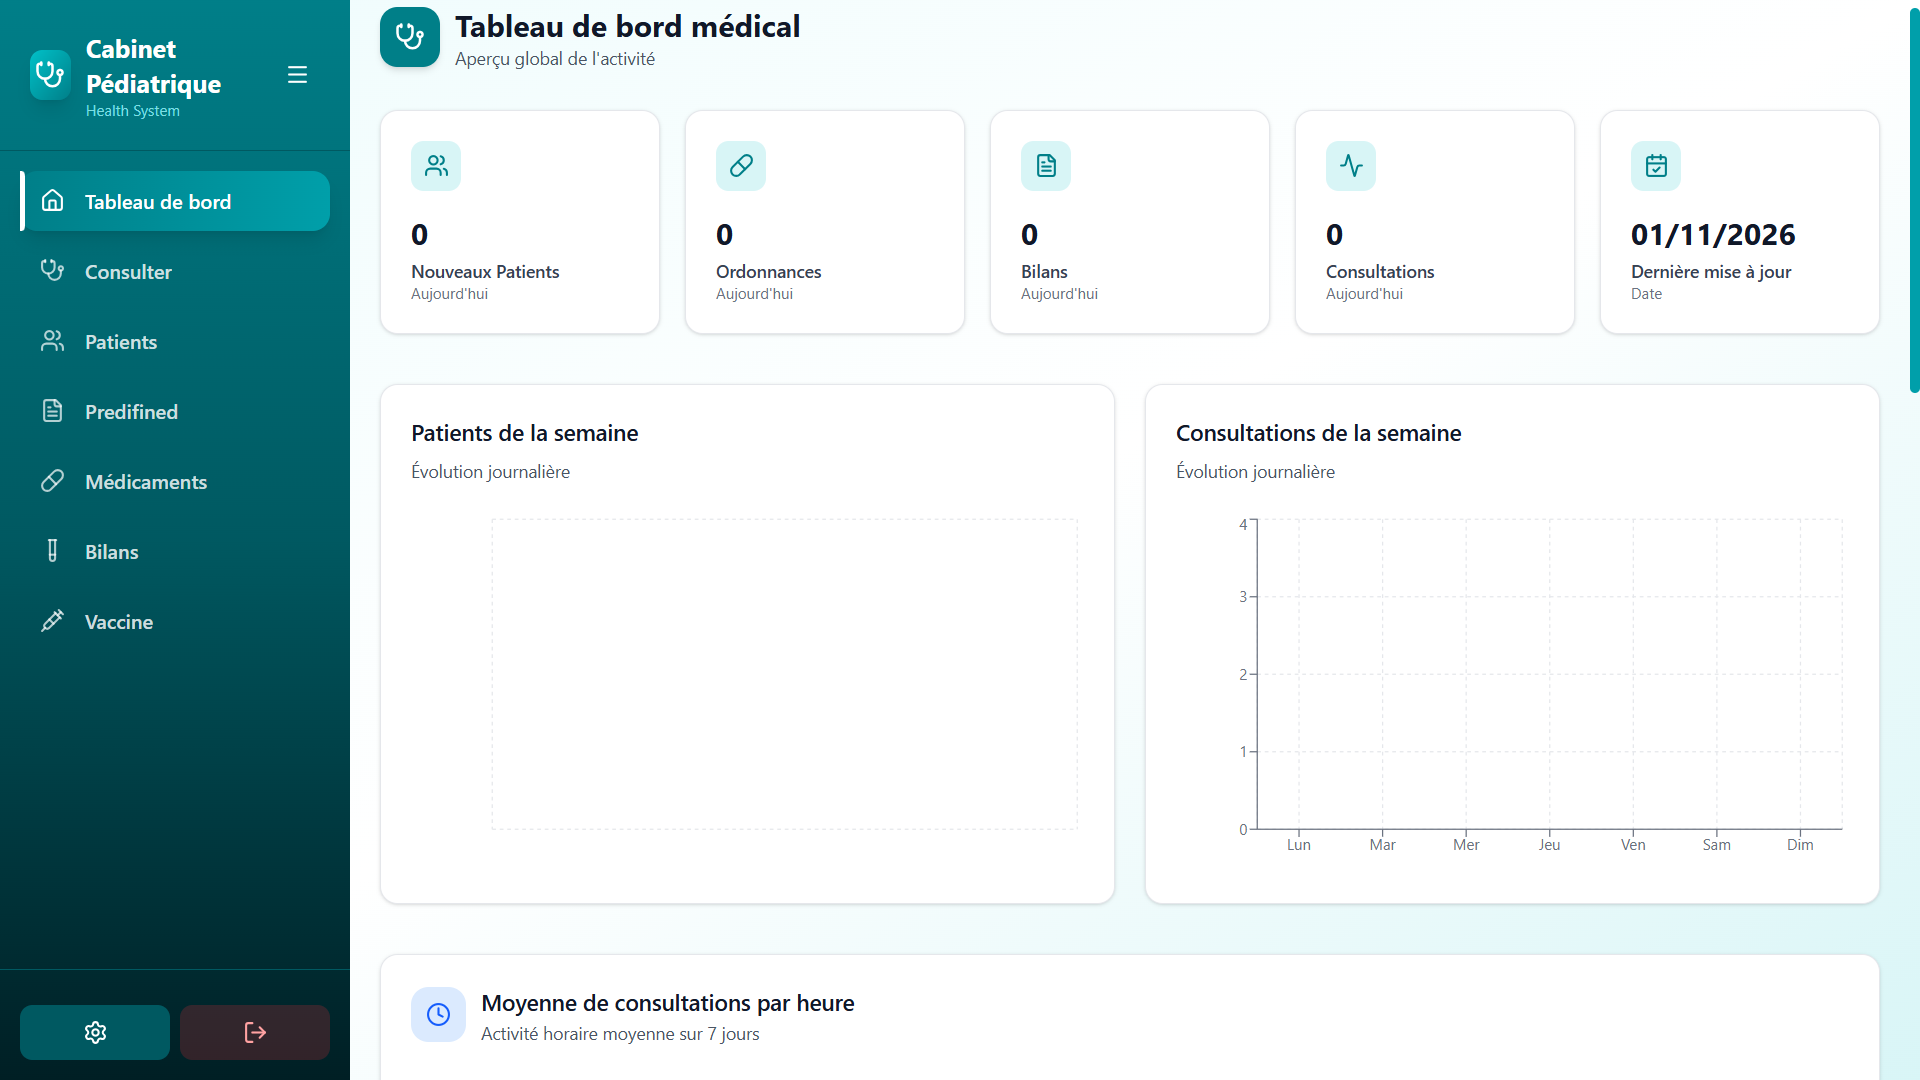 Cabinet
Pédiatrique
Health System
Tableau de bord
Consulter
Patients
Predifined
Médicaments
Bilans
Vaccine
Tableau de bord médical
Aperçu global de l'activité
0
Nouveaux Patients
Aujourd'hui
0
Ordonnances
Aujourd'hui
0
Bilans
Aujourd'hui
0
Consultations
Aujourd'hui
01/11/2026
Dernière mise à jour
Date
Patients de la semaine
Évolution journalière
Consultations de la semaine
Évolution journalière
4
3
2
1
0
Lun Mar Mer Jeu Ven Sam Dim
Moyenne de consultations par heure
Activité horaire moyenne sur 7 jours